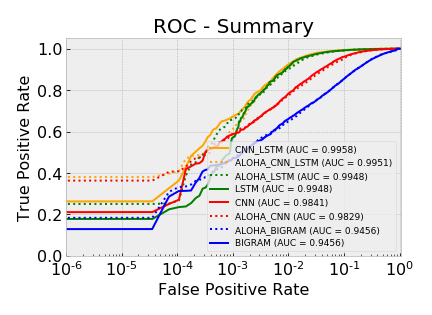 ROC - Summary
True Positive Rate
1.0
0.8
0.6
0.4
0.2
0.0
CNN_LSTM (AUC = 0.9958)
ALOHA_CNN_LSTM (AUC = 0.9951)
ALOHA_LSTM (AUC = 0.9948)
LSTM (AUC = 0.9948)
CNN (AUC = 0.9841)
ALOHA_CNN (AUC = 0.9829)
ALOHA_BIGRAM (AUC = 0.9456)
BIGRAM (AUC = 0.9456)
10⁻⁶ 10⁻⁵ 10⁻⁴ 10⁻³ 10⁻² 10⁻¹ 10⁰
False Positive Rate